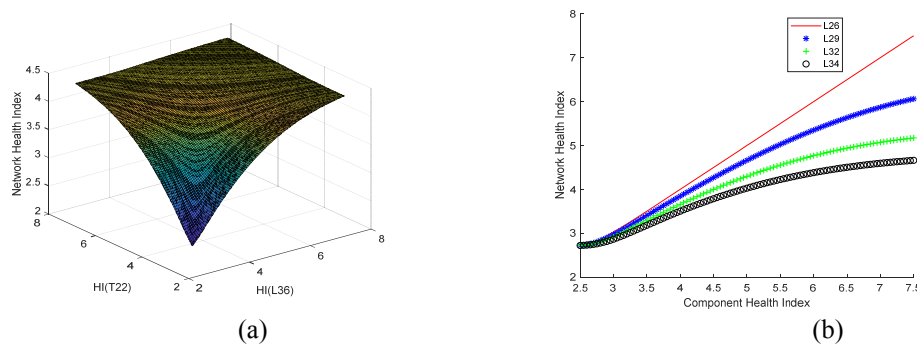 4.5
4
3.5
3
2.5
2
Network Health Index
8
6
4
2
HI(T22)
2
4
6
8
HI(L36)
(a)
8
7
6
5
4
3
2
Network Health Index
L26
L29
L32
L34
2.5 3 3.5 4 4.5 5 5.5 6 6.5 7 7.5
Component Health Index
(b)